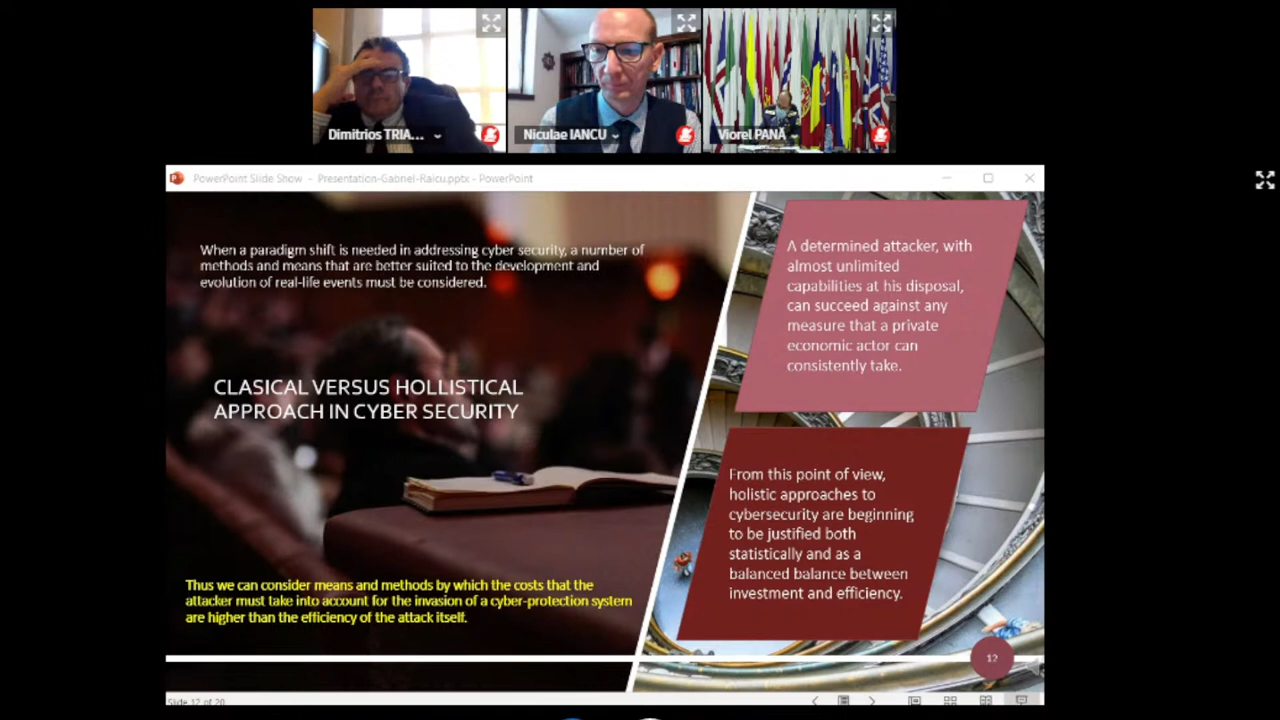 Dimitrios TRIA...
Niculae IANCU
Viorel PANĂ
PowerPoint Slide Show - Presentation-Gabriel-Raicu.pptx - PowerPoint
When a paradigm shift is needed in addressing cyber security, a number of
methods and means that are better suited to the development and
evolution of real-life events must be considered.
CLASICAL VERSUS HOLLISTICAL
APPROACH IN CYBER SECURITY
Thus we can consider means and methods by which the costs that the
attacker must take into account for the invasion of a cyber-protection system
are higher than the efficiency of the attack itself.
A determined attacker, with
almost unlimited
capabilities at his disposal,
can succeed against any
measure that a private
economic actor can
consistently take.
From this point of view,
holistic approaches to
cybersecurity are beginning
to be justified both
statistically and as a
balanced balance between
investment and efficiency.
12
Slide 12 of 20